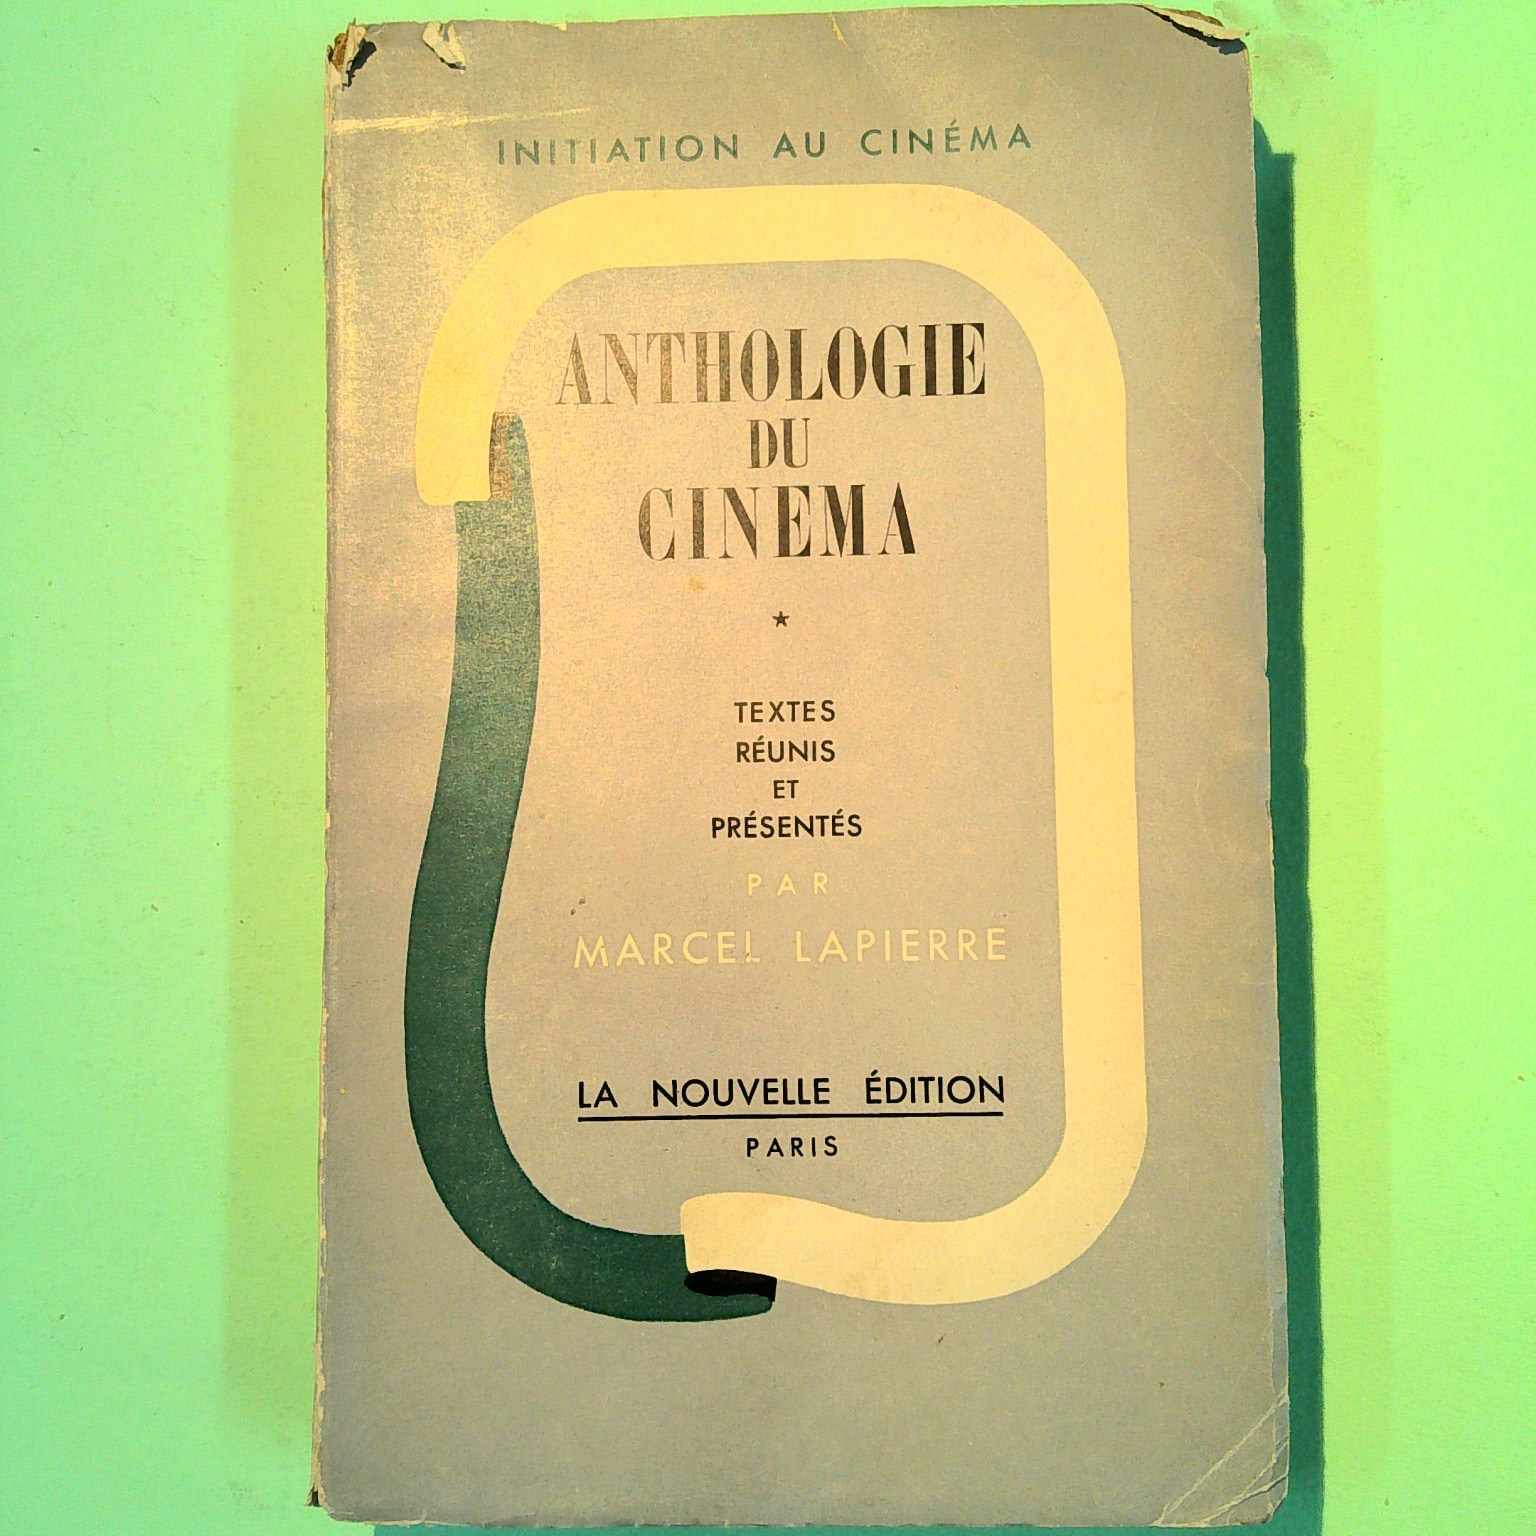 INITIATION AU CINÉMA
ANTHOLOGIE
DU
CINEMA
★
TEXTES
RÉUNIS
ET
PRÉSENTÉS
PAR
MARCEL LAPIERRE
LA NOUVELLE ÉDITION
PARIS